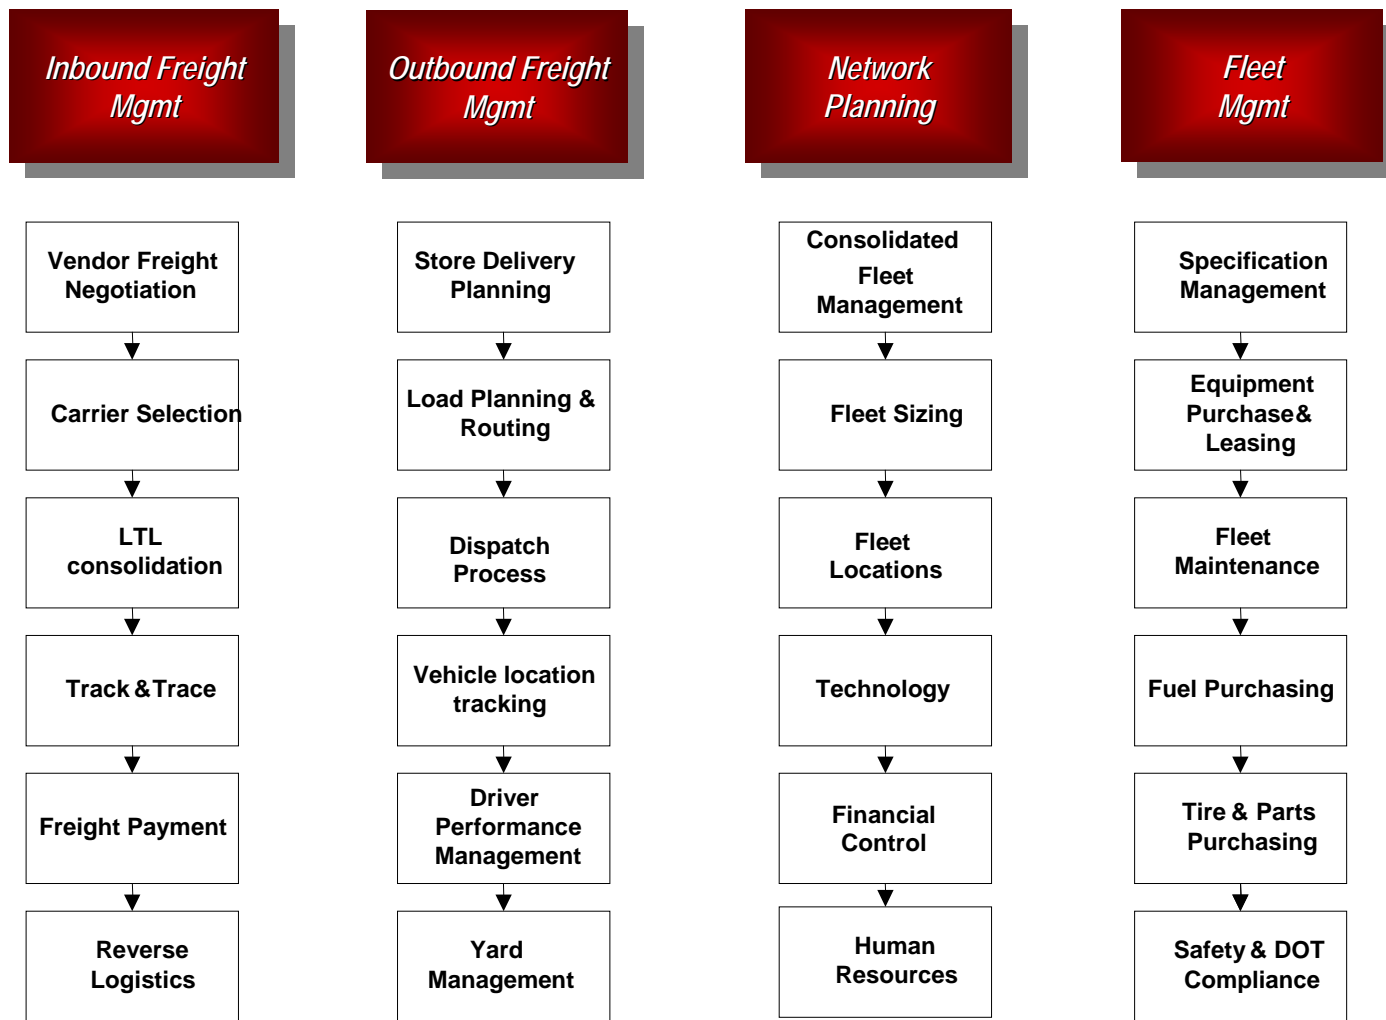 Inbound Freight
Mgmt
Outbound Freight
Mgmt
Network
Planning
Fleet
Mgmt
Vendor Freight
Negotiation
Carrier Selection
LTL
consolidation
Track & Trace
Freight Payment
Reverse
Logistics
Store Delivery
Planning
Load Planning &
Routing
Dispatch
Process
Vehicle location
tracking
Driver
Performance
Management
Yard
Management
Consolidated
Fleet
Management
Fleet Sizing
Fleet
Locations
Technology
Financial
Control
Human
Resources
Specification
Management
Equipment
Purchase &
Leasing
Fleet
Maintenance
Fuel Purchasing
Tire & Parts
Purchasing
Safety & DOT
Compliance